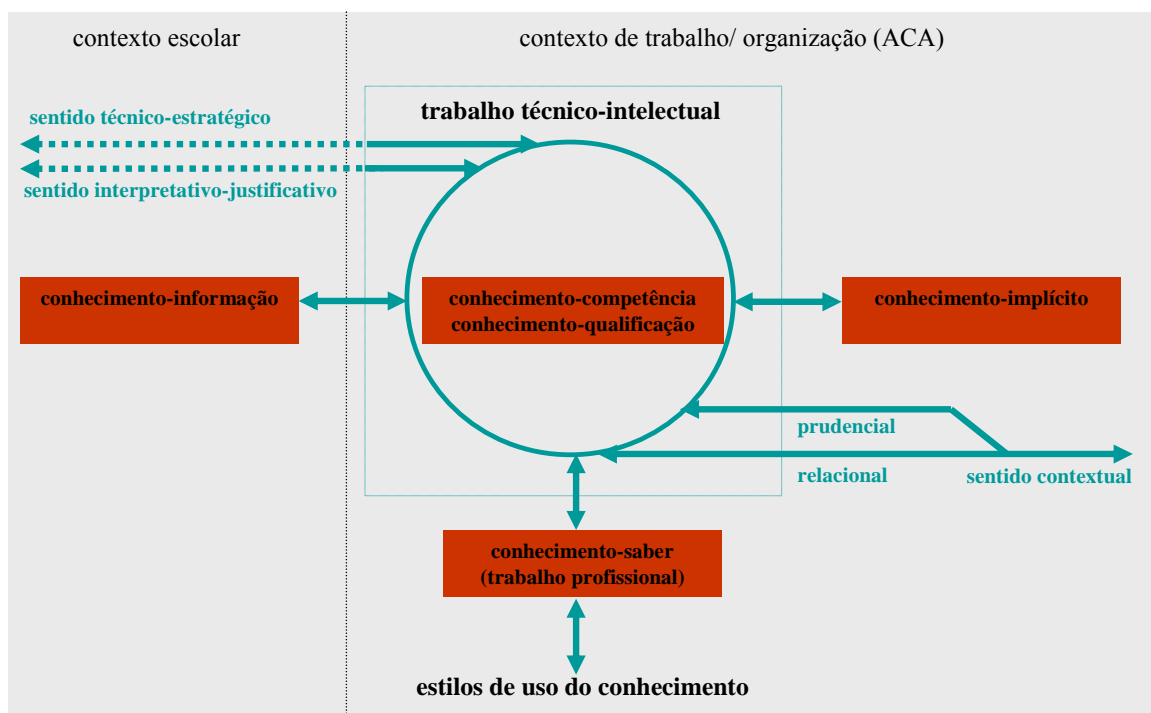 contexto escolar
contexto de trabalho/ organização (ACA)
trabalho técnico-intelectual
sentido técnico-estratégico
sentido interpretativo-justificativo
conhecimento-informação
conhecimento-competência
conhecimento-qualificação
conhecimento-implícito
prudencial
relacional
sentido contextual
conhecimento-saber
(trabalho profissional)
estilos de uso do conhecimento